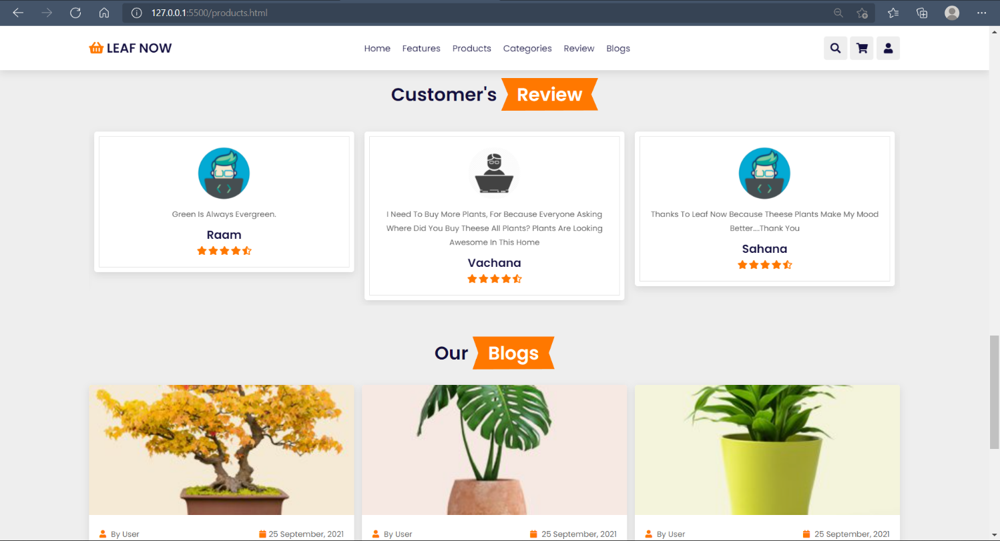 127.0.0.1:5500/products.html
LEAF NOW
Home Features Products Categories Review Blogs
Customer's Review
Green Is Always Evergreen.
Raam
I Need To Buy More Plants, For Because Everyone Asking
Where Did You Buy Theese All Plants? Plants Are Looking
Awesome In This Home
Vachana
Thanks To Leaf Now Because Theese Plants Make My Mood
Better....Thank You
Sahana
Our Blogs
By User 25 September, 2021
By User 25 September, 2021
By User 25 September, 2021